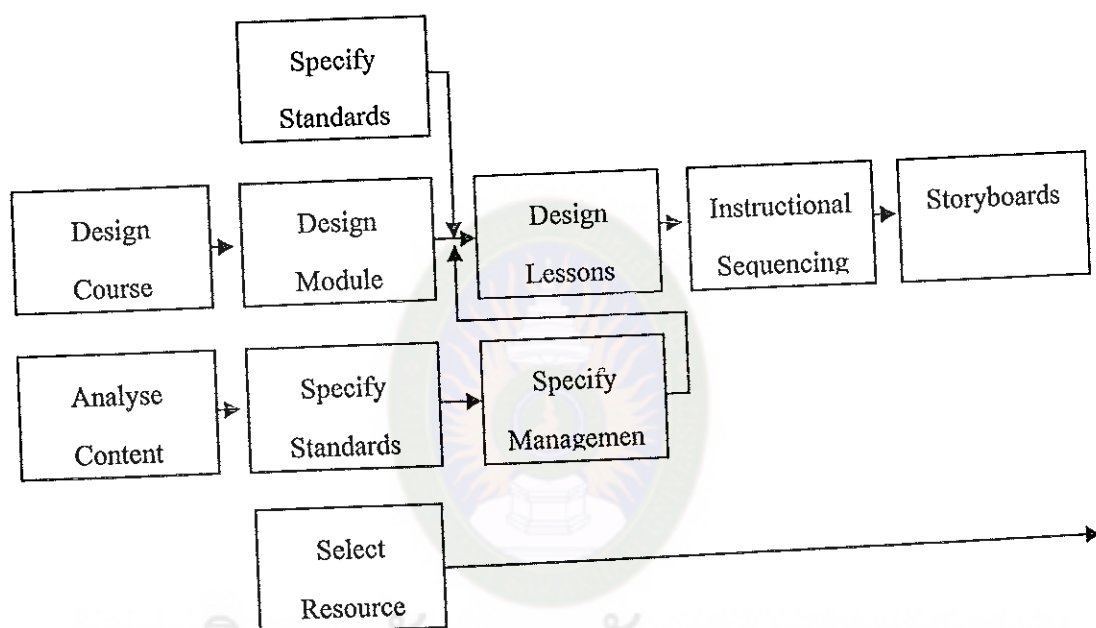 Specify
Standards
Design
Course
Design
Module
Design
Lessons
Instructional
Sequencing
Storyboards
Analyse
Content
Specify
Standards
Specify
Managemen
Select
Resource